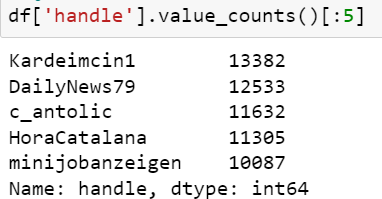 df['handle'].value_counts()[:5]
Kardeimcin1 13382
DailyNews79 12533
c_antolic 11632
HoraCatalana 11305
minijobanzeigen 10087
Name: handle, dtype: int64